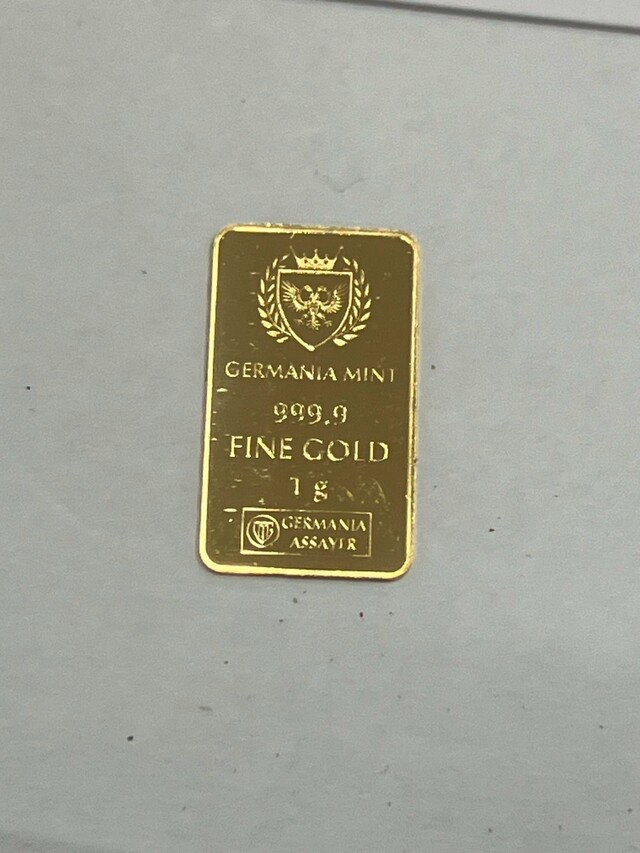 GERMANIA MINT
999.9
FINE GOLD
1 g
GERMANIA
ASSAYER